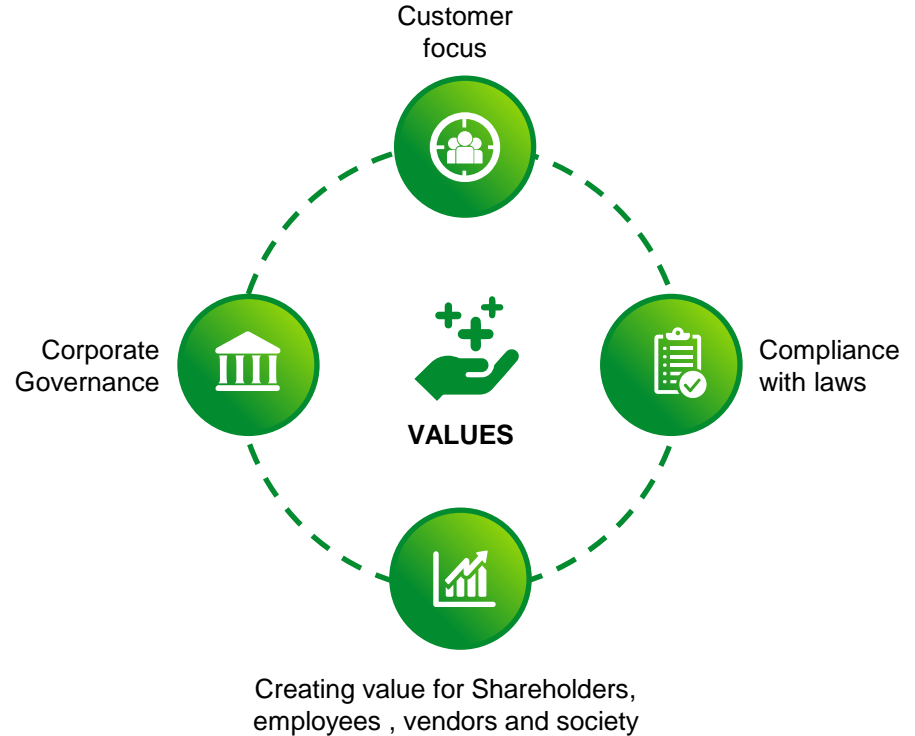 Customer
focus
Corporate
Governance
Compliance
with laws
VALUES
Creating value for Shareholders,
employees , vendors and society